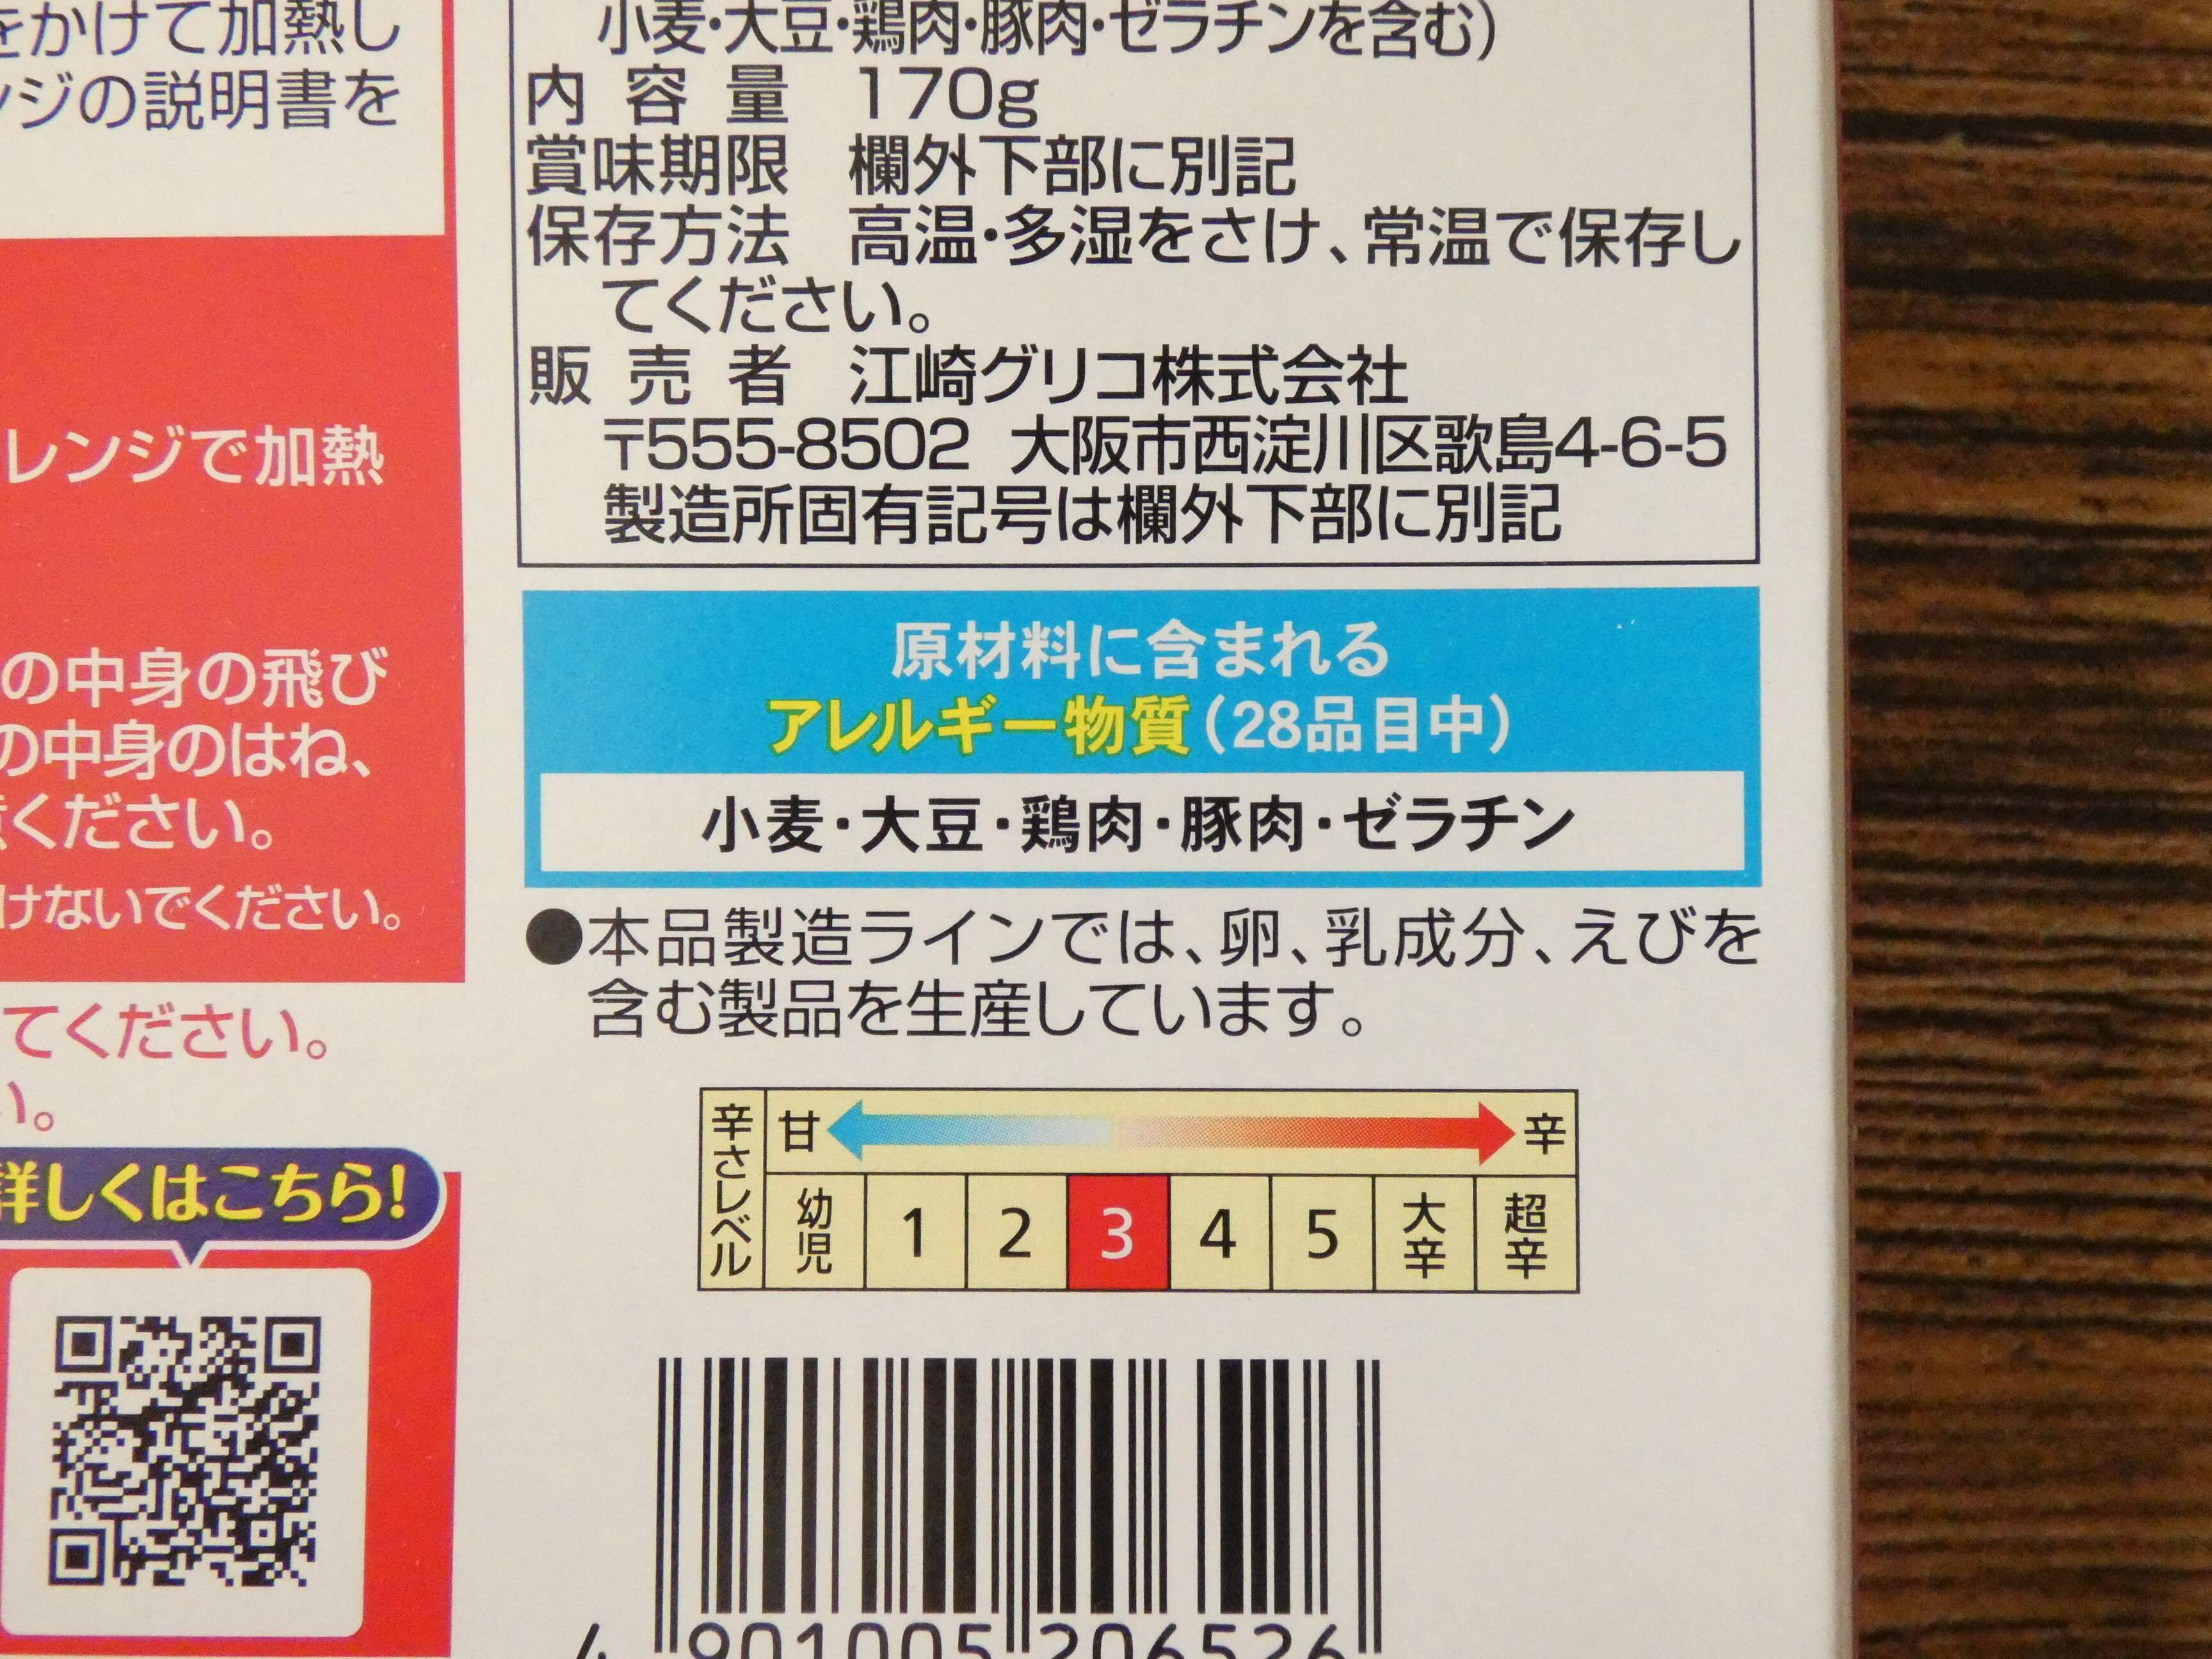 をかけて加熱し
ンジの説明書を
レンジで加熱
の中身の飛び
の中身のはね、
意ください。
けないでください。
てください。
い。
詳しくはこちら!
小麦・大豆・鶏肉・豚肉・ゼラチンを含む)
内容量 170g
賞味期限 欄外下部に別記
保存方法 高温・多湿をさけ、常温で保存し
てください。
販売者 江崎グリコ株式会社
〒555-8502 大阪市西淀川区歌島4-6-5
製造所固有記号は欄外下部に別記
原材料に含まれる
アレルギー物質(28品目中)
小麦・大豆・鶏肉・豚肉・ゼラチン
●本品製造ラインでは、卵、乳成分、えびを
含む製品を生産しています。
辛さレベル
甘 辛
幼児 1 2 3 4 5 大辛 超辛
4 901005 206526